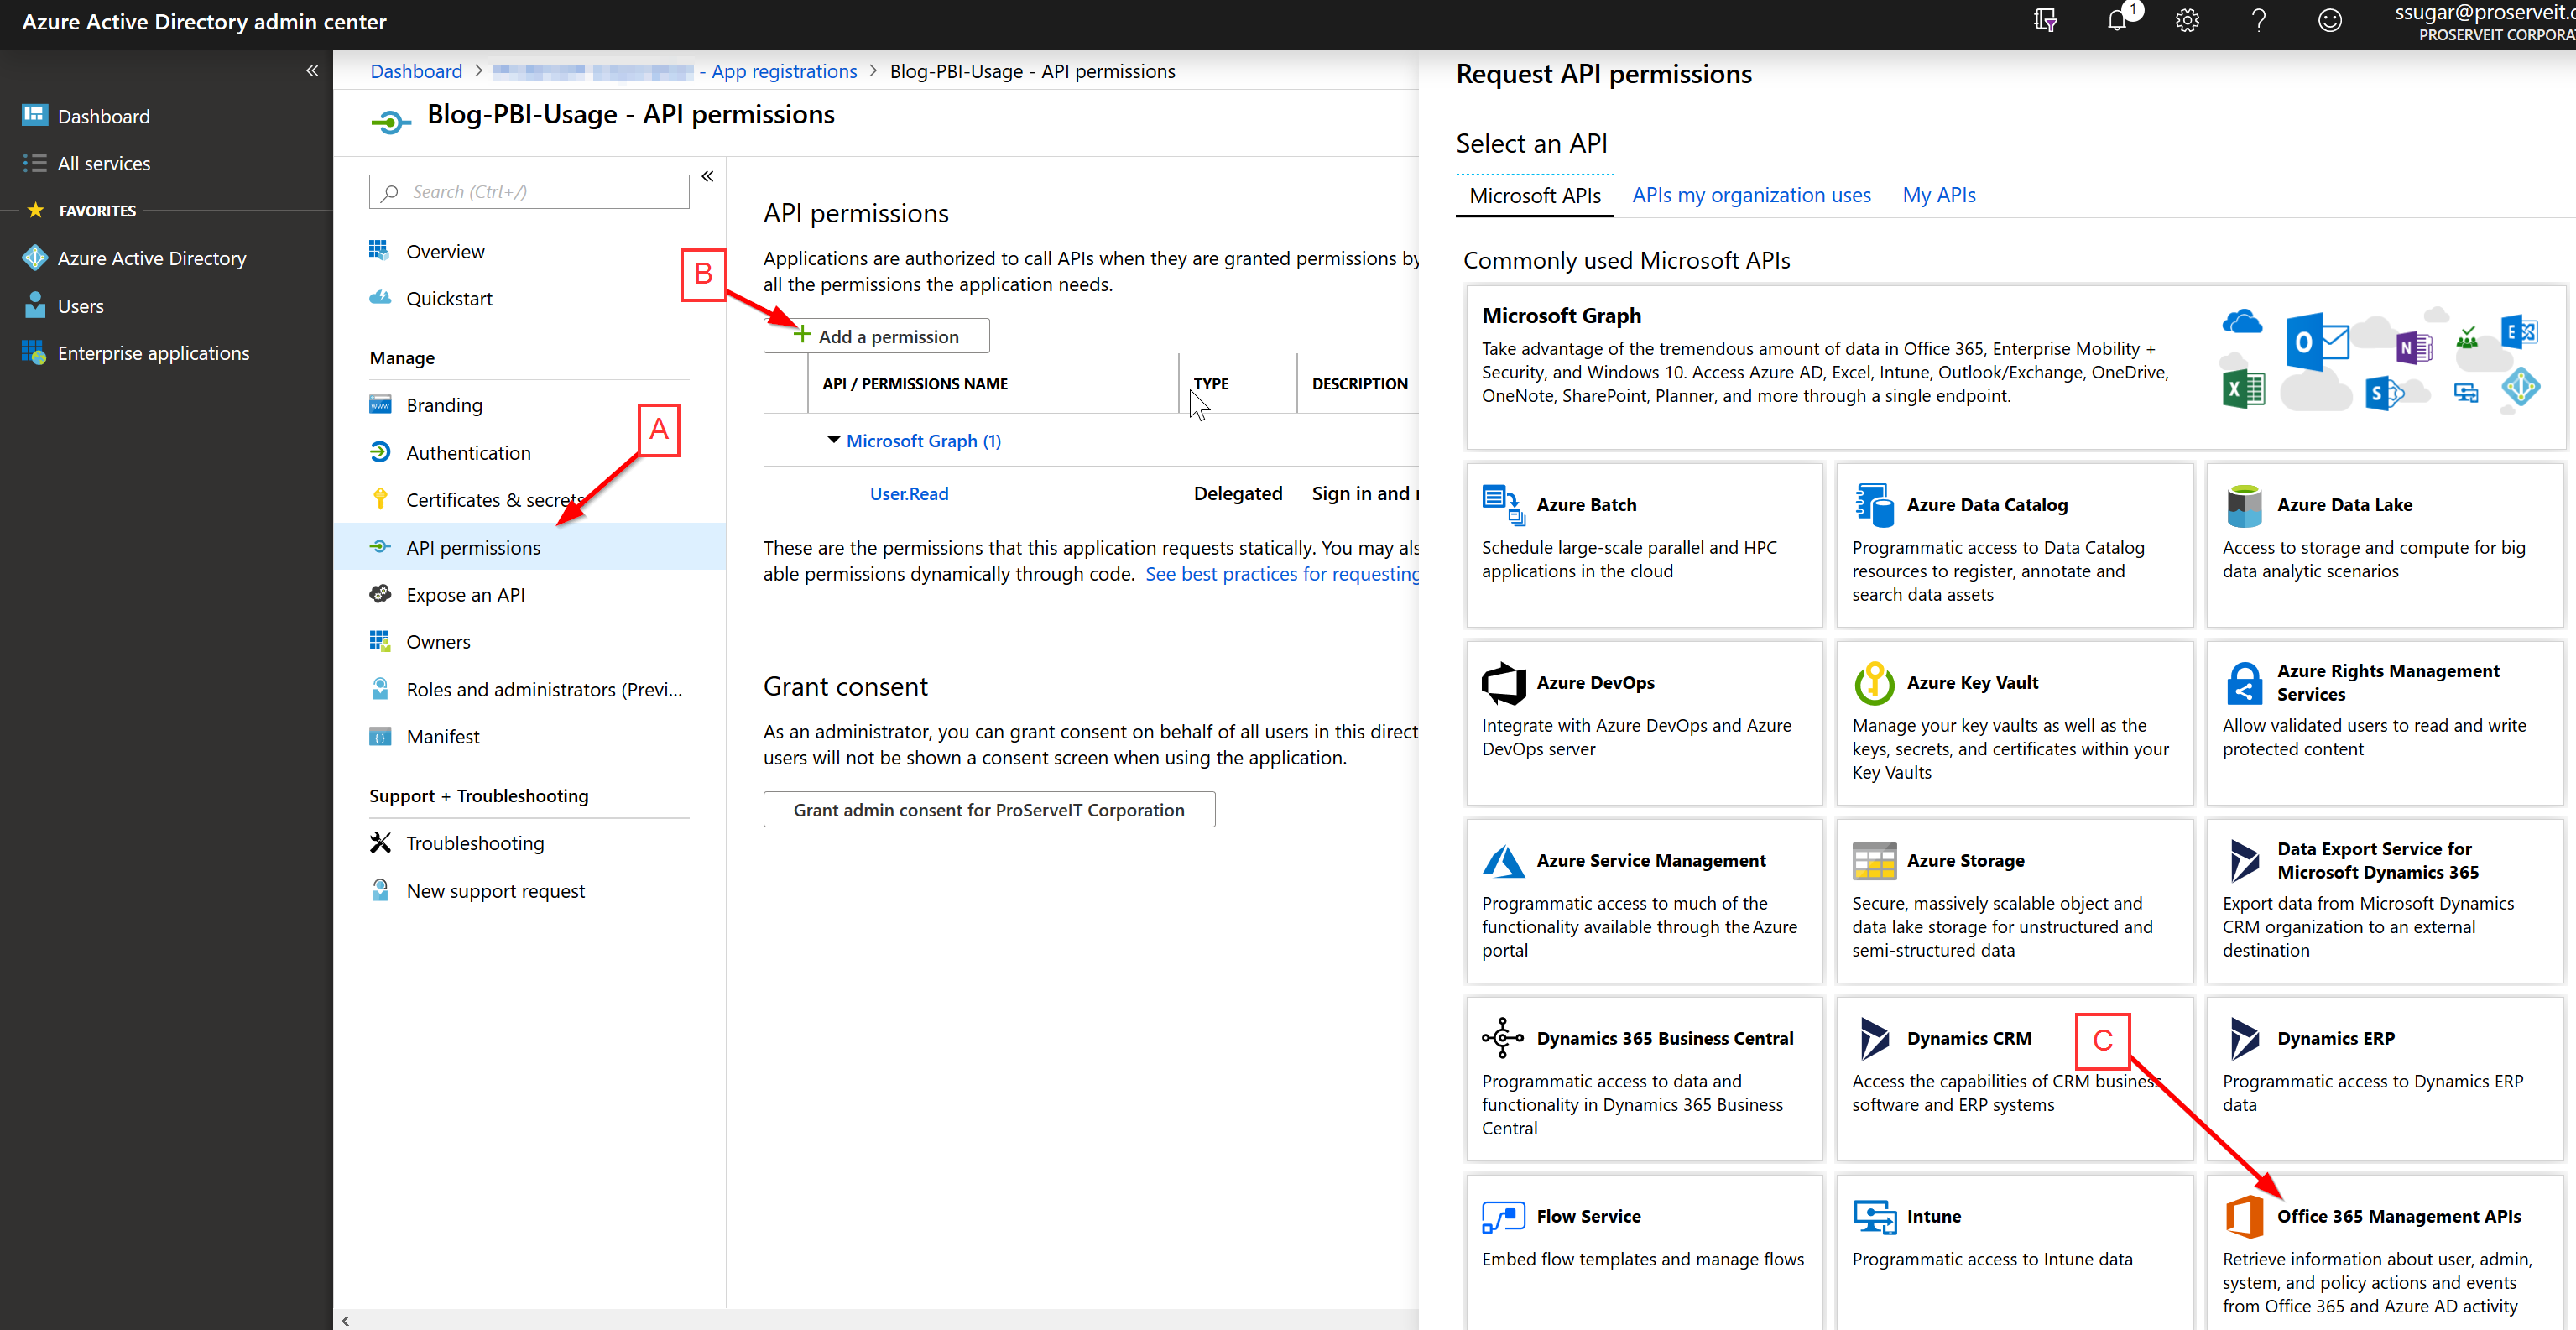 Azure Active Directory admin center
1
ssugar@proserveit.c
PROSERVEIT CORPORA
Dashboard
All services
FAVORITES
Azure Active Directory
Users
Enterprise applications
Dashboard > - App registrations > Blog-PBI-Usage - API permissions
Blog-PBI-Usage - API permissions
Search (Ctrl+/)
Overview
Quickstart
Manage
Branding
Authentication
Certificates & secrets
API permissions
Expose an API
Owners
Roles and administrators (Previ...
Manifest
Support + Troubleshooting
Troubleshooting
New support request
A
B
API permissions
Applications are authorized to call APIs when they are granted permissions by
all the permissions the application needs.
Add a permission
API / PERMISSIONS NAME TYPE DESCRIPTION
Microsoft Graph (1)
User.Read Delegated Sign in and r
These are the permissions that this application requests statically. You may als
able permissions dynamically through code. See best practices for requesting
Grant consent
As an administrator, you can grant consent on behalf of all users in this direct
users will not be shown a consent screen when using the application.
Grant admin consent for ProServeIT Corporation
Request API permissions
Select an API
Microsoft APIs APIs my organization uses My APIs
Commonly used Microsoft APIs
Microsoft Graph
Take advantage of the tremendous amount of data in Office 365, Enterprise Mobility +
Security, and Windows 10. Access Azure AD, Excel, Intune, Outlook/Exchange, OneDrive,
OneNote, SharePoint, Planner, and more through a single endpoint.
Azure Batch
Schedule large-scale parallel and HPC
applications in the cloud
Azure Data Catalog
Programmatic access to Data Catalog
resources to register, annotate and
search data assets
Azure Data Lake
Access to storage and compute for big
data analytic scenarios
Azure DevOps
Integrate with Azure DevOps and Azure
DevOps server
Azure Key Vault
Manage your key vaults as well as the
keys, secrets, and certificates within your
Key Vaults
Azure Rights Management
Services
Allow validated users to read and write
protected content
Azure Service Management
Programmatic access to much of the
functionality available through the Azure
portal
Azure Storage
Secure, massively scalable object and
data lake storage for unstructured and
semi-structured data
Data Export Service for
Microsoft Dynamics 365
Export data from Microsoft Dynamics
CRM organization to an external
destination
Dynamics 365 Business Central
Programmatic access to data and
functionality in Dynamics 365 Business
Central
Dynamics CRM
Access the capabilities of CRM business
software and ERP systems
C
Dynamics ERP
Programmatic access to Dynamics ERP
data
Flow Service
Embed flow templates and manage flows
Intune
Programmatic access to Intune data
Office 365 Management APIs
Retrieve information about user, admin,
system, and policy actions and events
from Office 365 and Azure AD activity